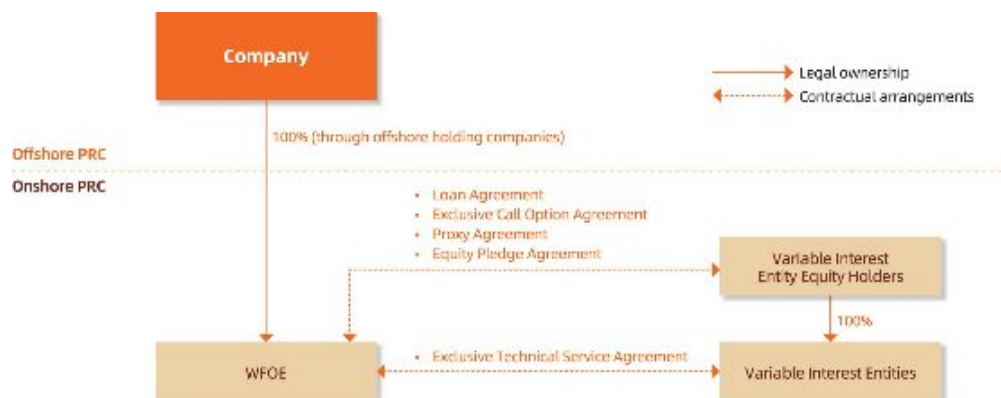 Company
Legal ownership
Contractual arrangements
100% (through offshore holding companies)
Offshore PRC
Onshore PRC
• Loan Agreement
• Exclusive Call Option Agreement
• Proxy Agreement
• Equity Pledge Agreement
Variable Interest
Entity Equity Holders
100%
• Exclusive Technical Service Agreement
WFOE
Variable Interest Entities